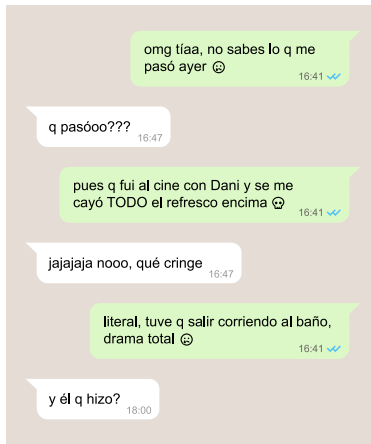 omg tíaa, no sabes lo q me
pasó ayer ☹
16:41
q pasóoo???
16:47
pues q fui al cine con Dani y se me
cayó TODO el refresco encima 💀
16:41
jajajaja nooo, qué cringe
16:47
literal, tuve q salir corriendo al baño,
drama total ☹
16:41
y él q hizo?
18:00